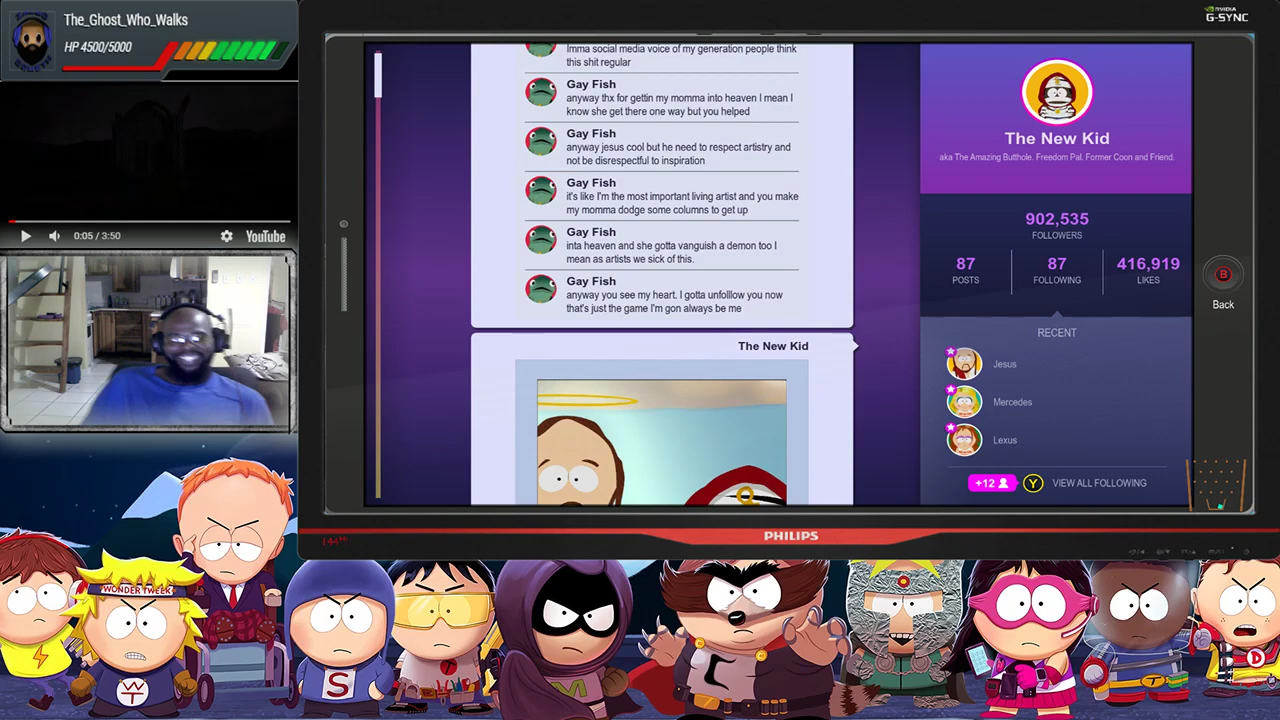 The_Ghost_Who_Walks
HP 4500/5000
0:05 / 3:50
YouTube
NVIDIA
G-SYNC
Imma social media voice of my generation people think
this shit regular
Gay Fish
anyway thx for gettin my momma into heaven I mean I
know she get there one way but you helped
Gay Fish
anyway jesus cool but he need to respect artistry and
not be disrespectful to inspiration
Gay Fish
it's like I'm the most important living artist and you make
my momma dodge some columns to get up
Gay Fish
inta heaven and she gotta vanguish a demon too I
mean as artists we sick of this.
Gay Fish
anyway you see my heart. I gotta unfolllow you now
that's just the game I'm gon always be me
The New Kid
The New Kid
aka The Amazing Butthole. Freedom Pal. Former Coon and Friend.
902,535
FOLLOWERS
87
POSTS
87
FOLLOWING
416,919
LIKES
RECENT
Jesus
Mercedes
Lexus
+12
Y
VIEW ALL FOLLOWING
B
Back
PHILIPS
WONDER TWEEK
W
T
S
M
T
D